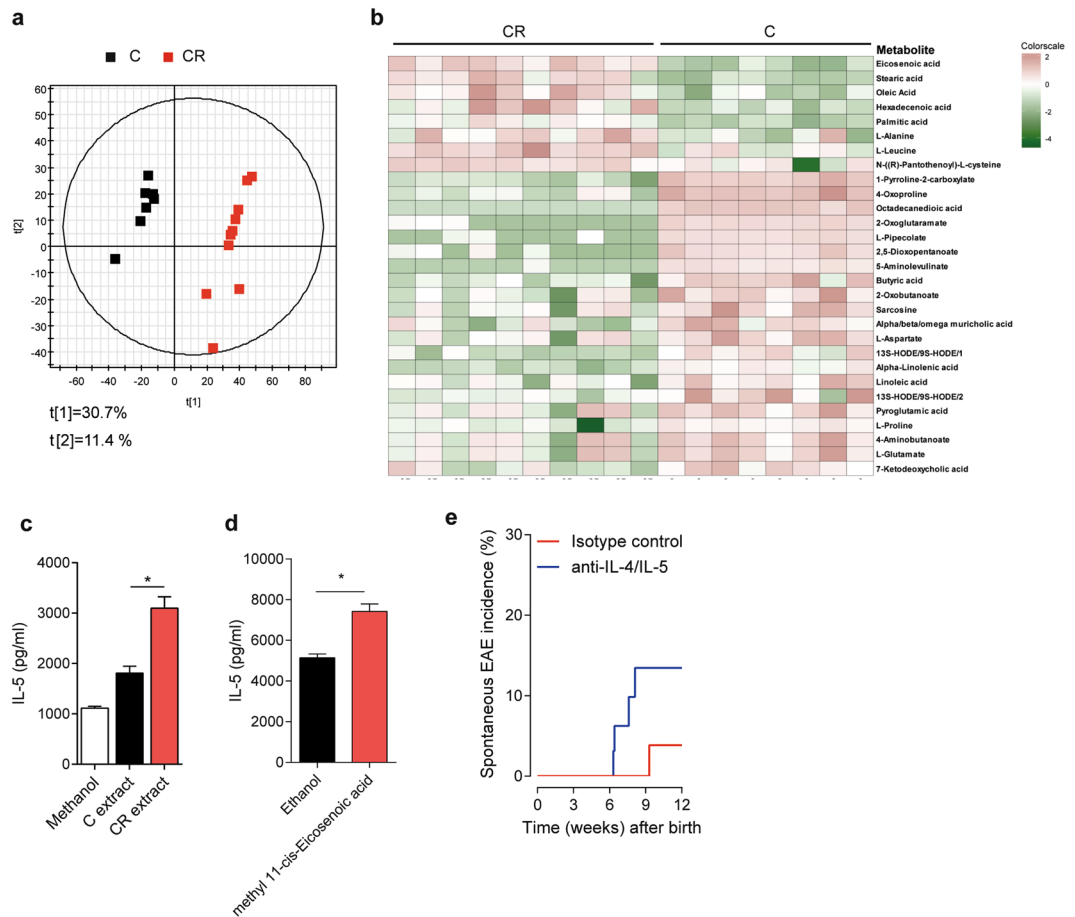 a
C CR
60
50
40
30
20
10
0
-10
-20
-30
-40
t[2]
-60 -40 -20 0 20 40 60 80
t[1]
t[1]=30.7%
t[2]=11.4 %
b
CR C
Metabolite
Eicosenoic acid
Stearic acid
Oleic Acid
Hexadecenoic acid
Palmitic acid
L-Alanine
L-Leucine
N-((R)-Pantothenoyl)-L-cysteine
1-Pyrroline-2-carboxylate
4-Oxoproline
Octadecanedioic acid
2-Oxoglutaramate
L-Pipecolate
2,5-Dioxopentanoate
5-Aminolevulinate
Butyric acid
2-Oxobutanoate
Sarcosine
Alpha/beta/omega muricholic acid
L-Aspartate
13S-HODE/9S-HODE/1
Alpha-Linolenic acid
Linoleic acid
13S-HODE/9S-HODE/2
Pyroglutamic acid
L-Proline
4-Aminobutanoate
L-Glutamate
7-Ketodeoxycholic acid
Colorscale
2
0
-2
-4
c
4000
3000
2000
1000
0
IL-5 (pg/ml)
*
Methanol
C extract
CR extract
d
10000
8000
6000
4000
2000
0
IL-5 (pg/ml)
*
Ethanol
methyl 11-cis-Eicosenoic acid
e
30
20
10
0
Spontaneous EAE incidence (%)
Isotype control
anti-IL-4/IL-5
0 3 6 9 12
Time (weeks) after birth